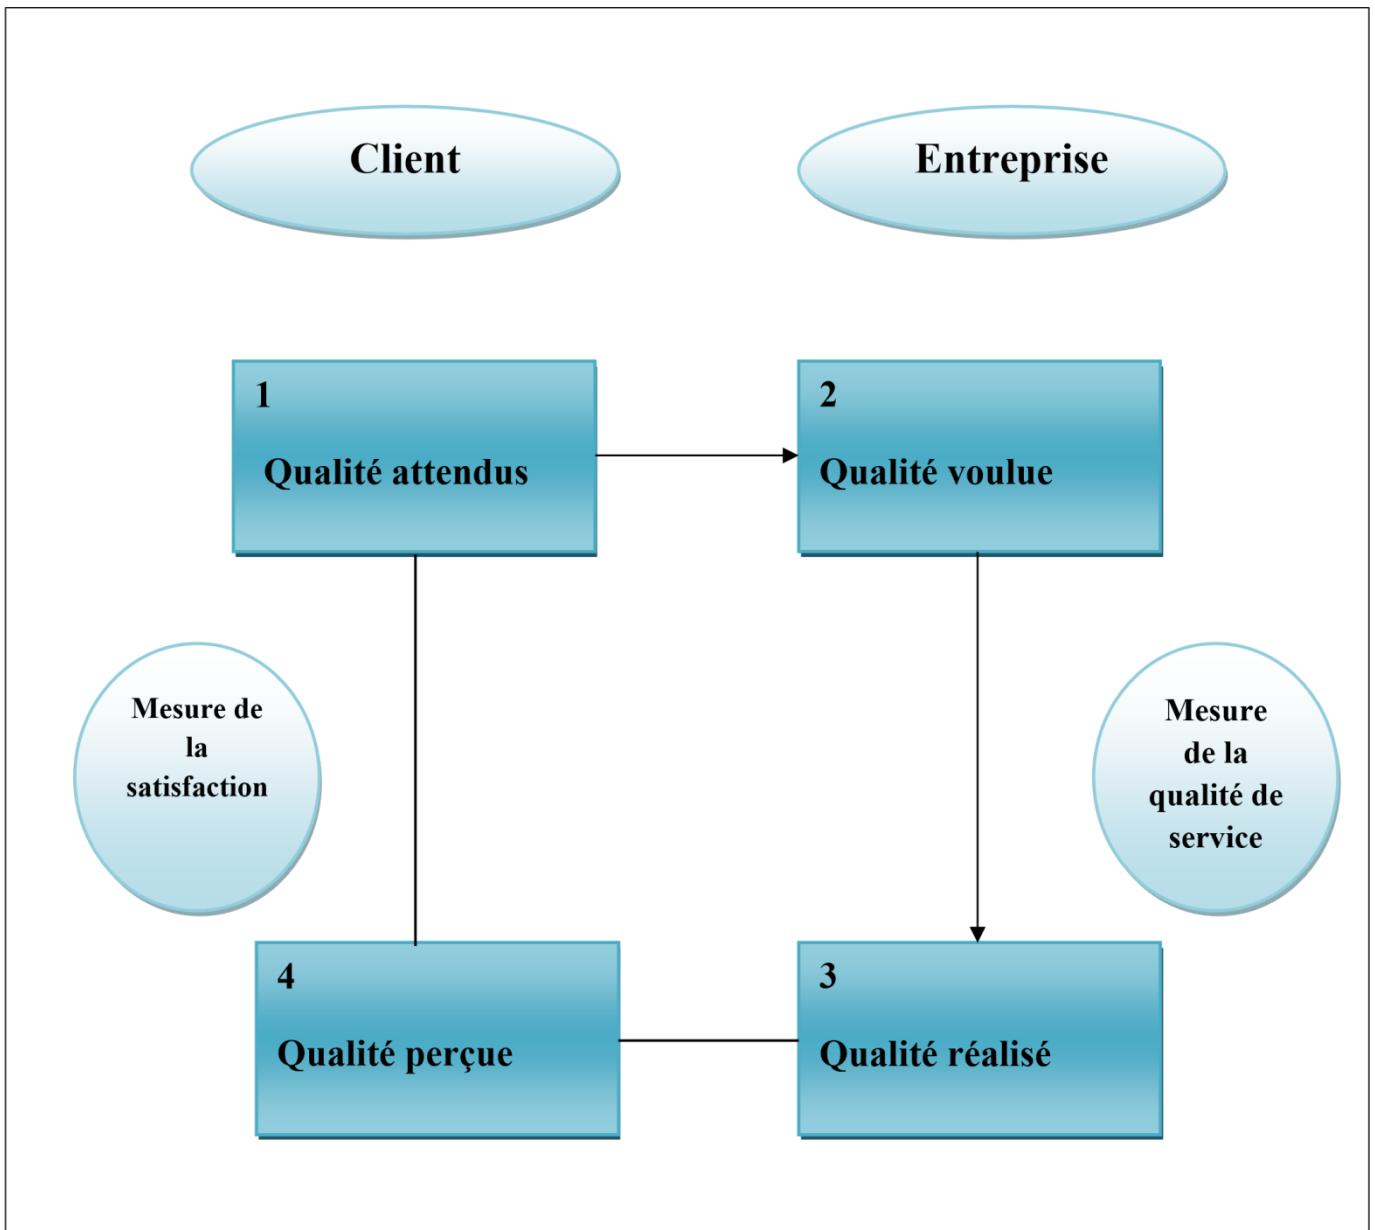 Client
Entreprise
1
Qualité attendus
2
Qualité voulue
Mesure de
la
satisfaction
Mesure
de la
qualité de
service
4
Qualité perçue
3
Qualité réalisé